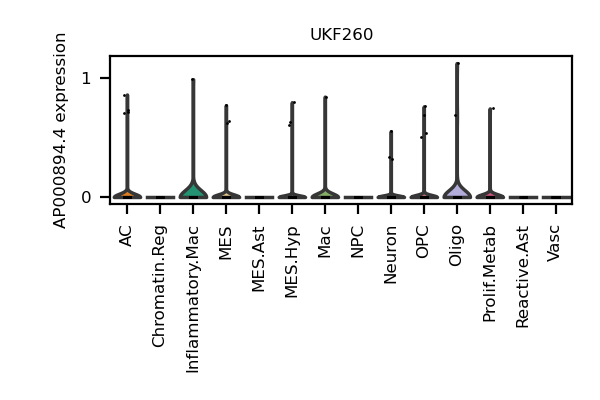 UKF260
AP000894.4 expression
1
0
AC
Chromatin.Reg
Inflammatory.Mac
MES
MES.Ast
MES.Hyp
Mac
NPC
Neuron
OPC
Oligo
Prolif.Metab
Reactive.Ast
Vasc